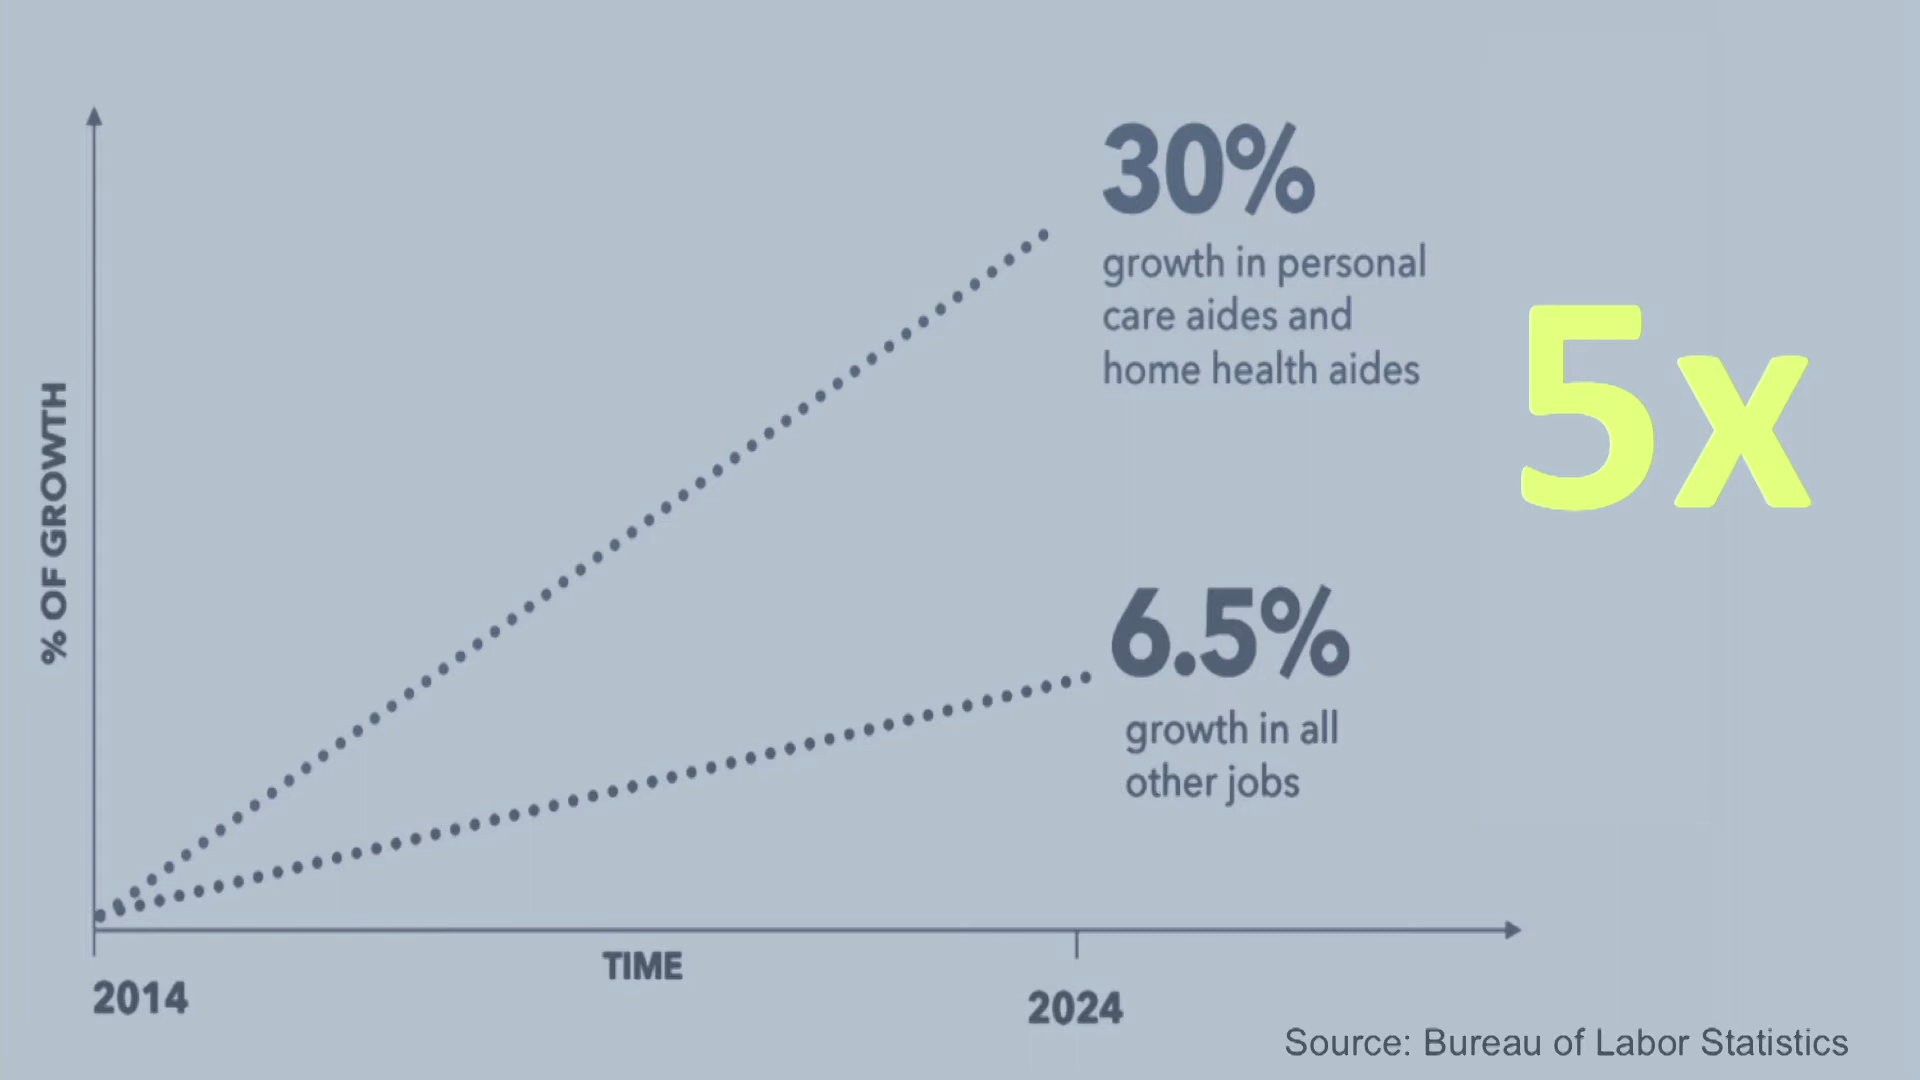 30%
growth in personal
care aides and
home health aides
5x
% OF GROWTH
6.5%
growth in all
other jobs
TIME
2014
2024
Source: Bureau of Labor Statistics